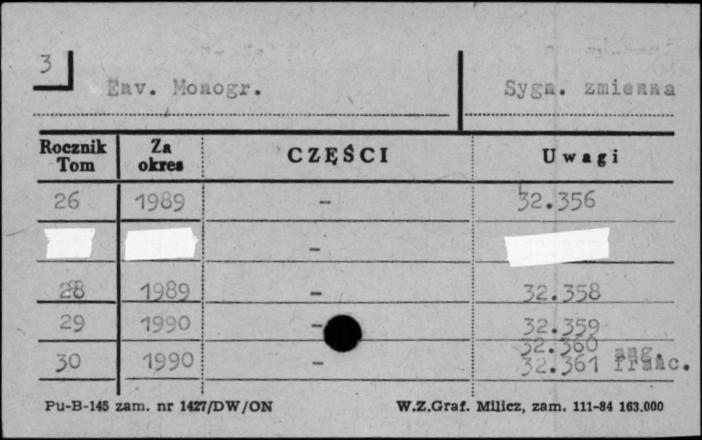 3
Env. Monogr. Sygn. zmienna
Rocznik Tom Za okres CZĘŚCI Uwagi
26 1989 - 32.356
-
28 1989 - 32.358
29 1990 - 32.359
32.360 ang.
30 1990 - 32.361 franc.
Pu-B-145 zam. nr 1427/DW/ON W.Z.Graf. Milicz, zam. 111-84 163.000